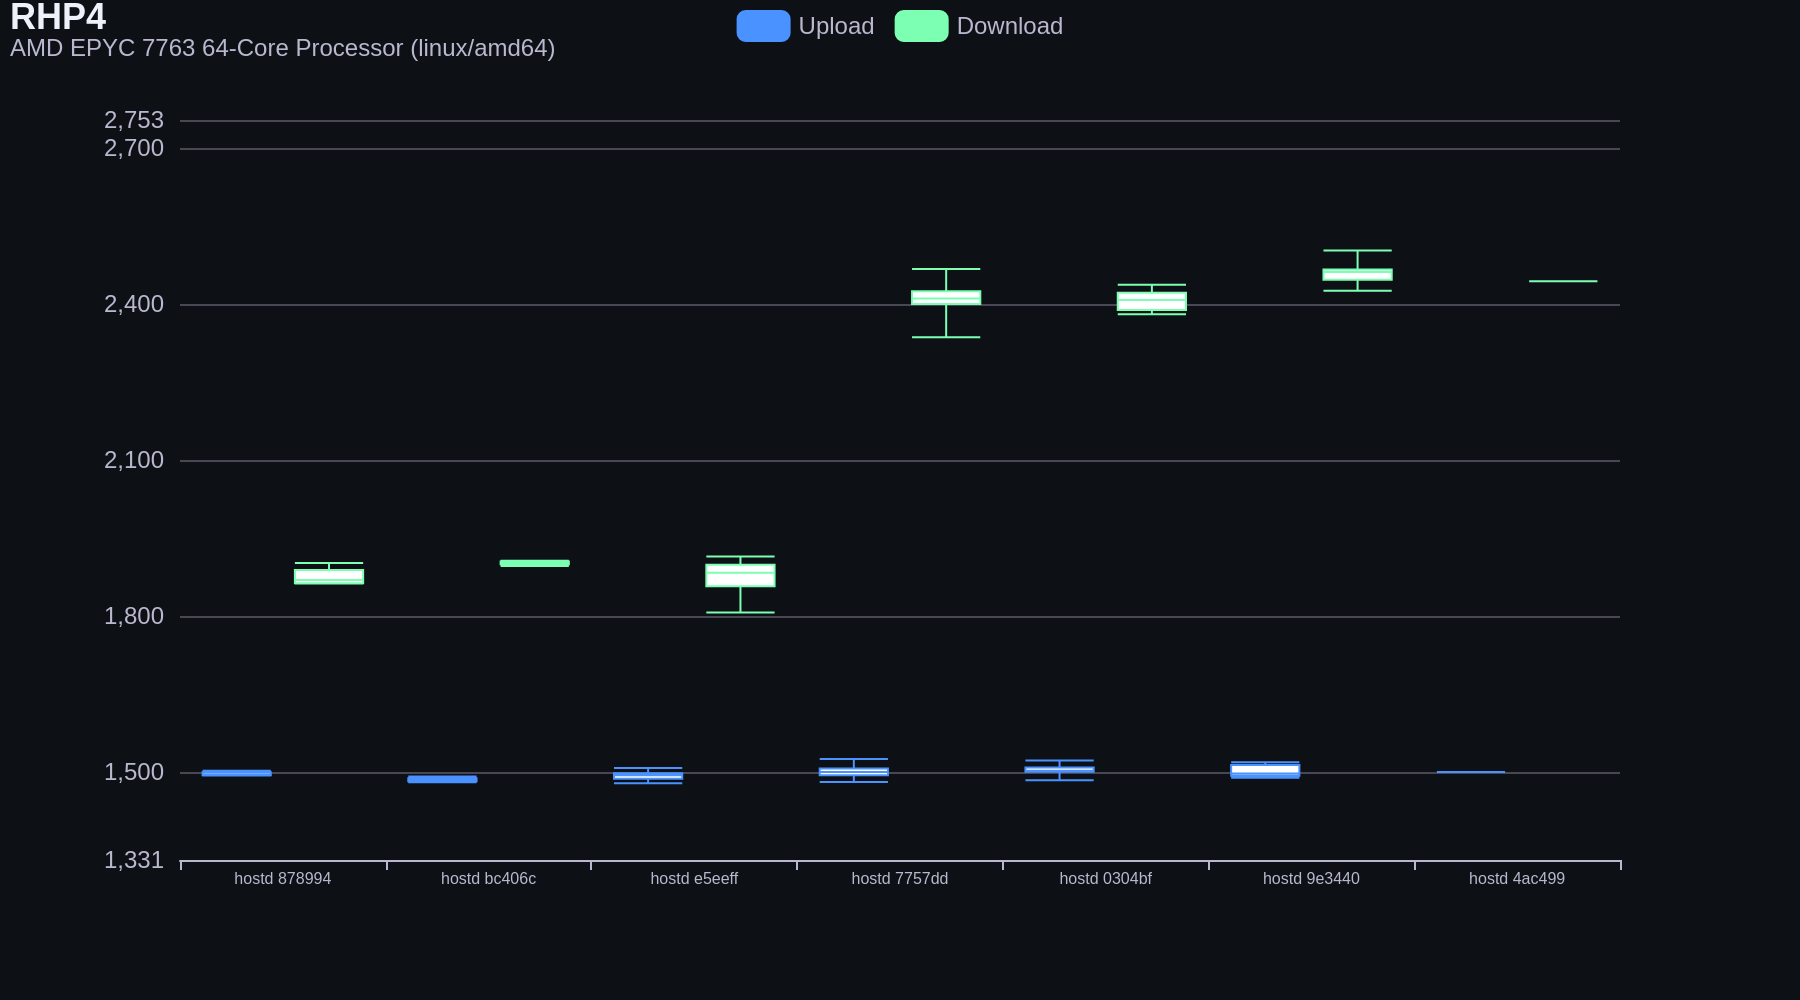 RHP4
AMD EPYC 7763 64-Core Processor (linux/amd64)
Upload Download
2,753
2,700
2,400
2,100
1,800
1,500
1,331
hostd 878994 hostd bc406c hostd e5eeff hostd 7757dd hostd 0304bf hostd 9e3440 hostd 4ac499